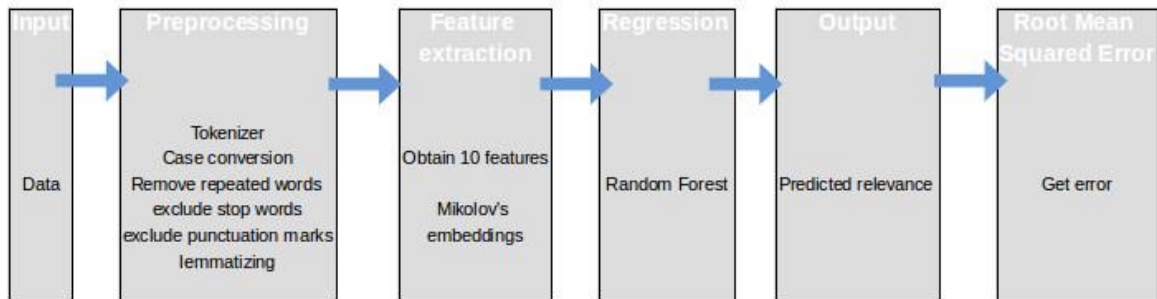 Input
Data
Preprocessing
Tokenizer
Case conversion
Remove repeated words
exclude stop words
exclude punctuation marks
lemmatizing
Feature
extraction
Obtain 10 features
Mikolov's
embeddings
Regression
Random Forest
Output
Predicted relevance
Root Mean
Squared Error
Get error